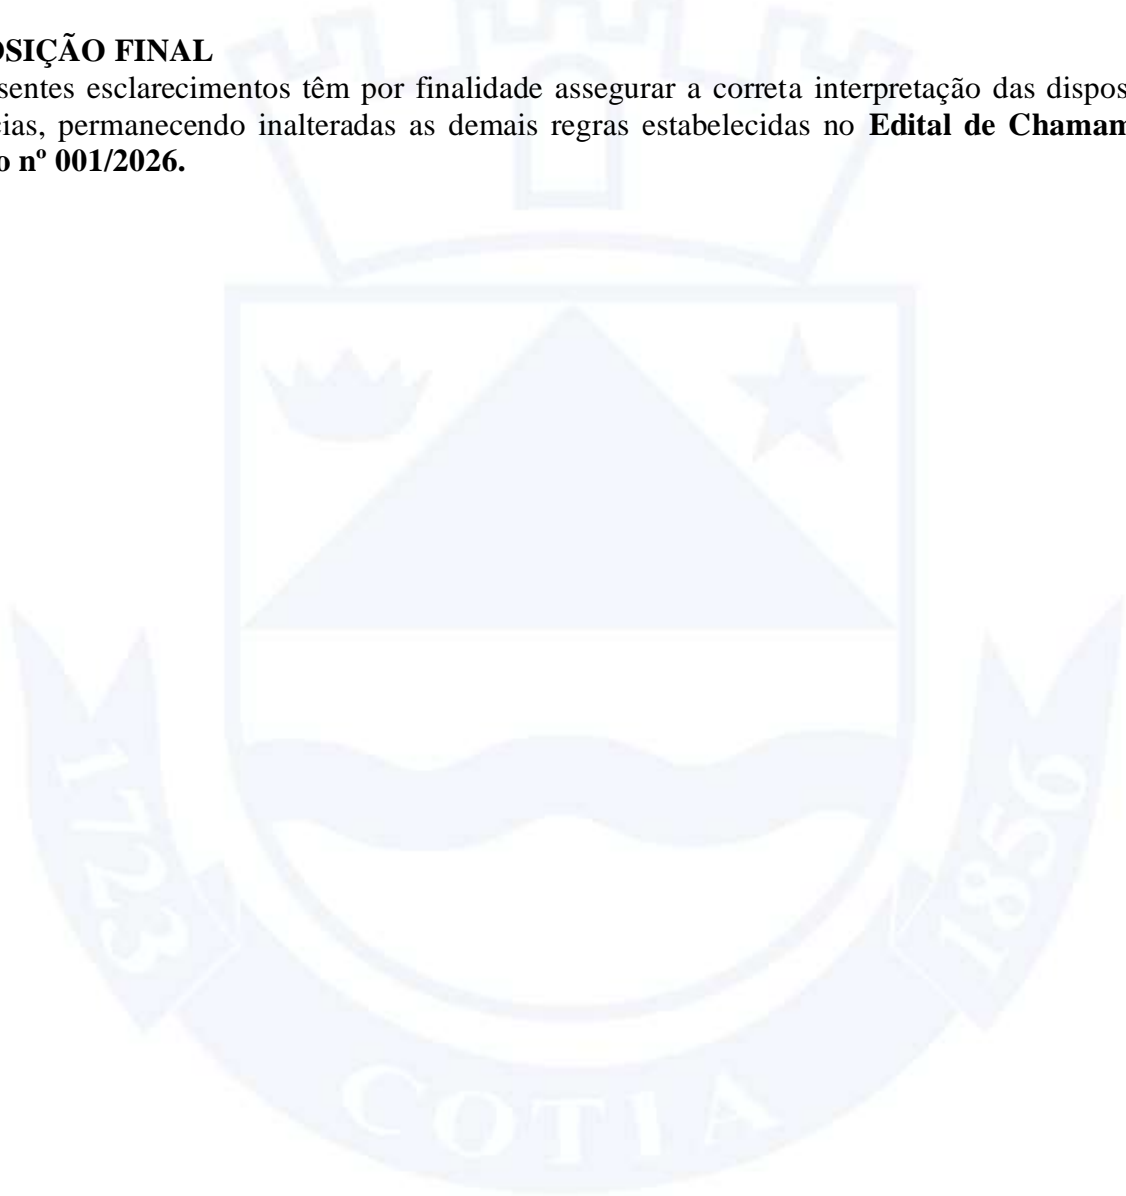 OSIÇÃO FINAL
sentes esclarecimentos têm por finalidade assegurar a correta interpretação das dispos
cias, permanecendo inalteradas as demais regras estabelecidas no Edital de Chamam
o nº 001/2026.
1723
1856
COTIA